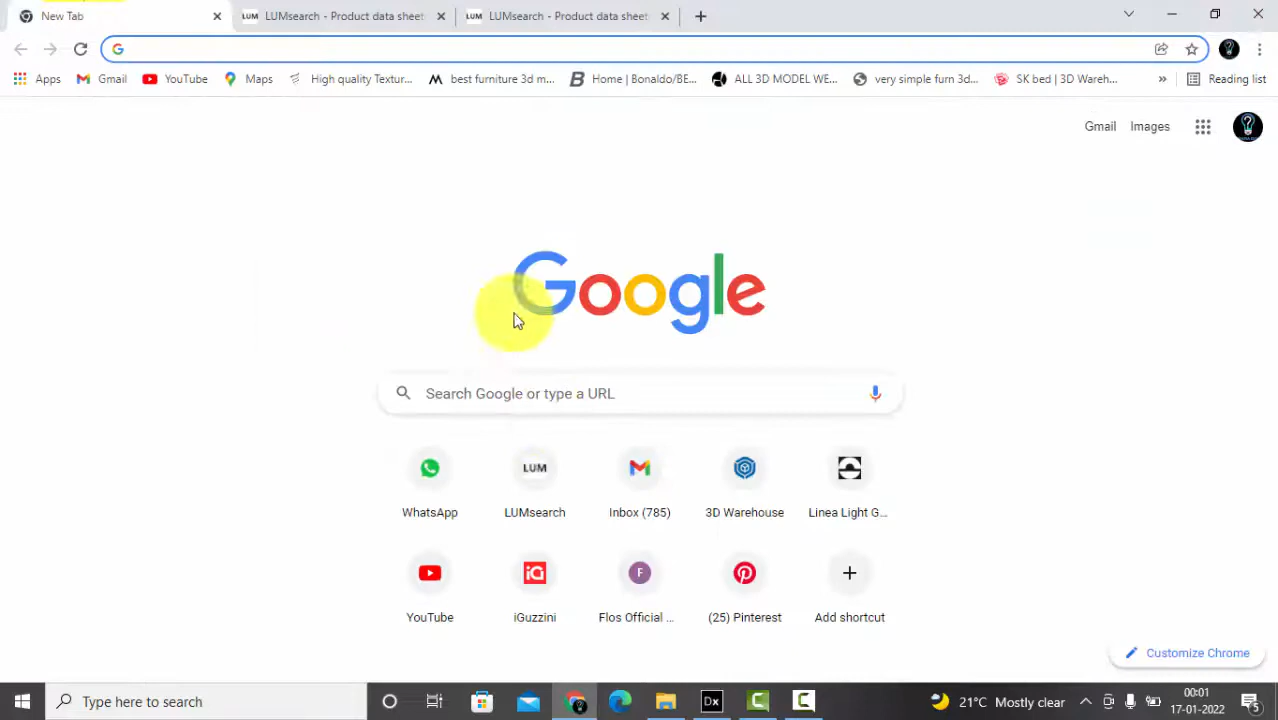 New Tab
LUMsearch - Product data sheet
LUMsearch - Product data sheet
Apps
Gmail
YouTube
Maps
High quality Textur...
best furniture 3d m...
Home | Bonaldo/BE...
ALL 3D MODEL WE...
very simple furn 3d...
SK bed | 3D Wareh...
»
Reading list
Gmail
Images
Google
Search Google or type a URL
LUM
WhatsApp
LUMsearch
Inbox (785)
3D Warehouse
Linea Light G...
F
YouTube
iGuzzini
Flos Official ...
(25) Pinterest
Add shortcut
Customize Chrome
Type here to search
Dx
21°C Mostly clear
00:01
17-01-2022
5